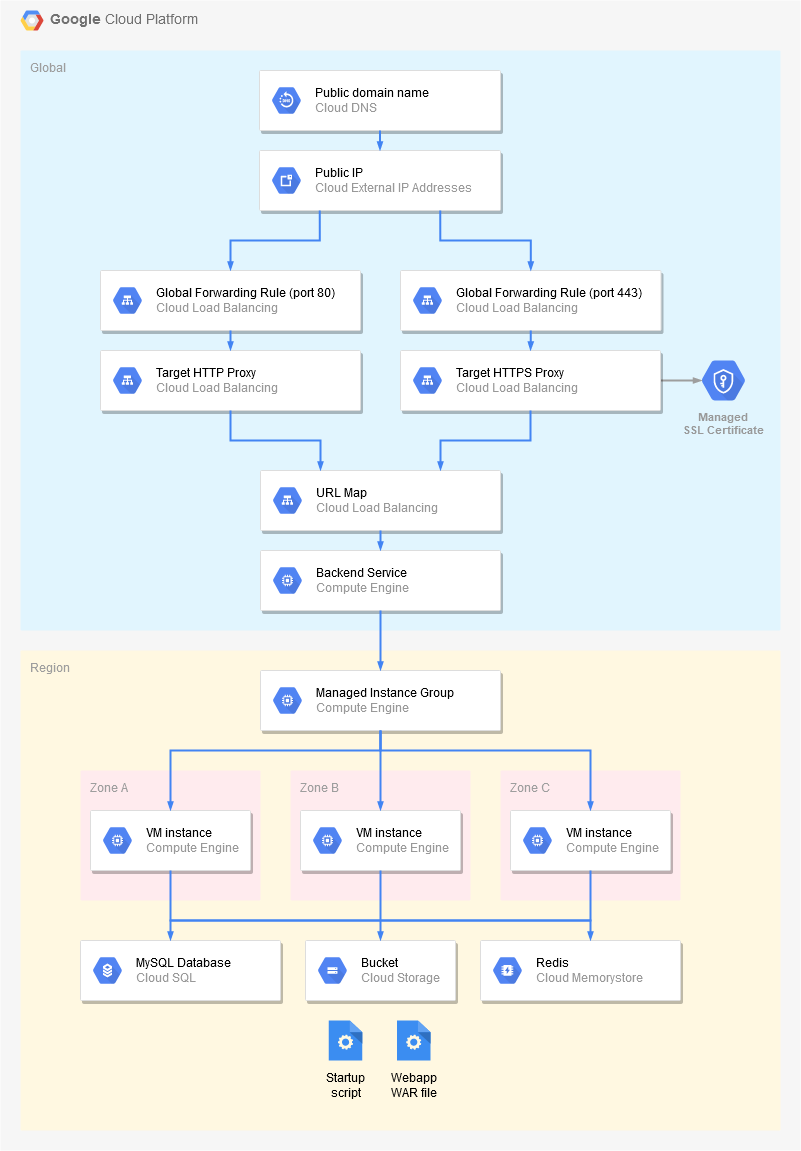 Google Cloud Platform
Global
Public domain name
Cloud DNS
Public IP
Cloud External IP Addresses
Global Forwarding Rule (port 80)
Cloud Load Balancing
Global Forwarding Rule (port 443)
Cloud Load Balancing
Target HTTP Proxy
Cloud Load Balancing
Target HTTPS Proxy
Cloud Load Balancing
Managed
SSL Certificate
URL Map
Cloud Load Balancing
Backend Service
Compute Engine
Region
Managed Instance Group
Compute Engine
Zone A
VM instance
Compute Engine
Zone B
VM instance
Compute Engine
Zone C
VM instance
Compute Engine
MySQL Database
Cloud SQL
Bucket
Cloud Storage
Redis
Cloud Memorystore
Startup
script
Webapp
WAR file